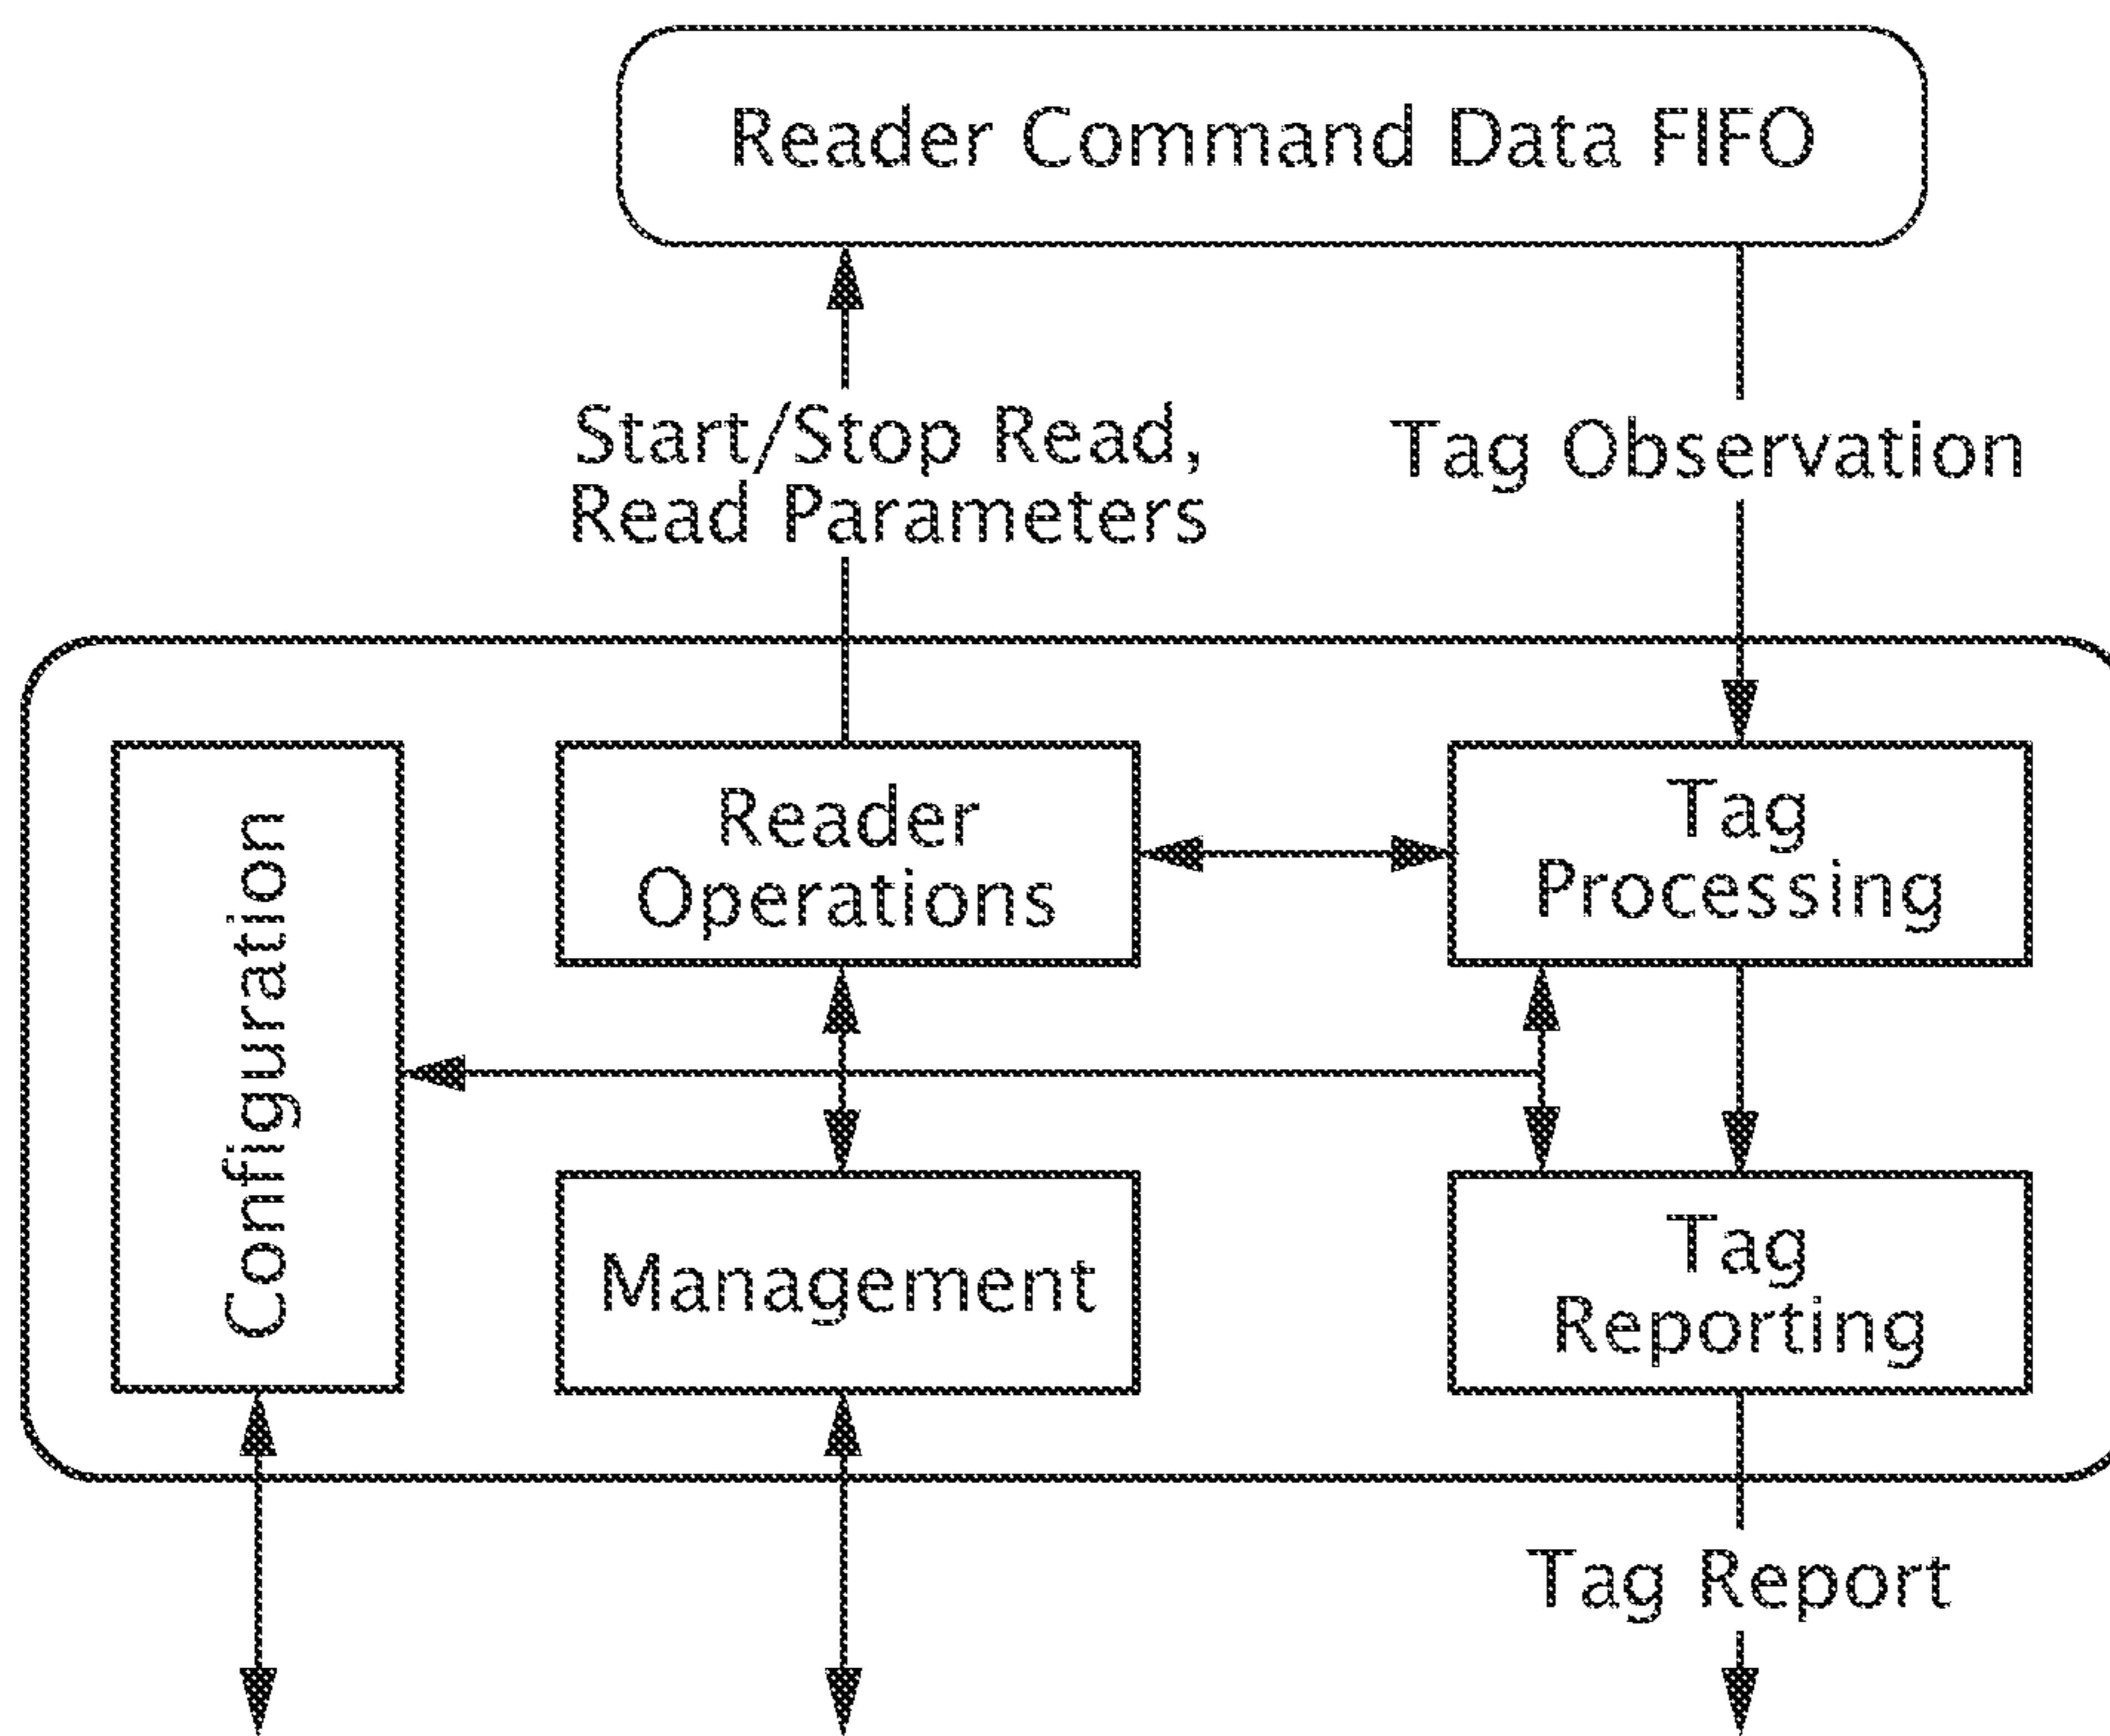 Reader Command Data FIFO
Start/Stop Read,
Read Parameters
Tag Observation
Configuration
Reader
Operations
Tag
Processing
Management
Tag
Reporting
Tag Report